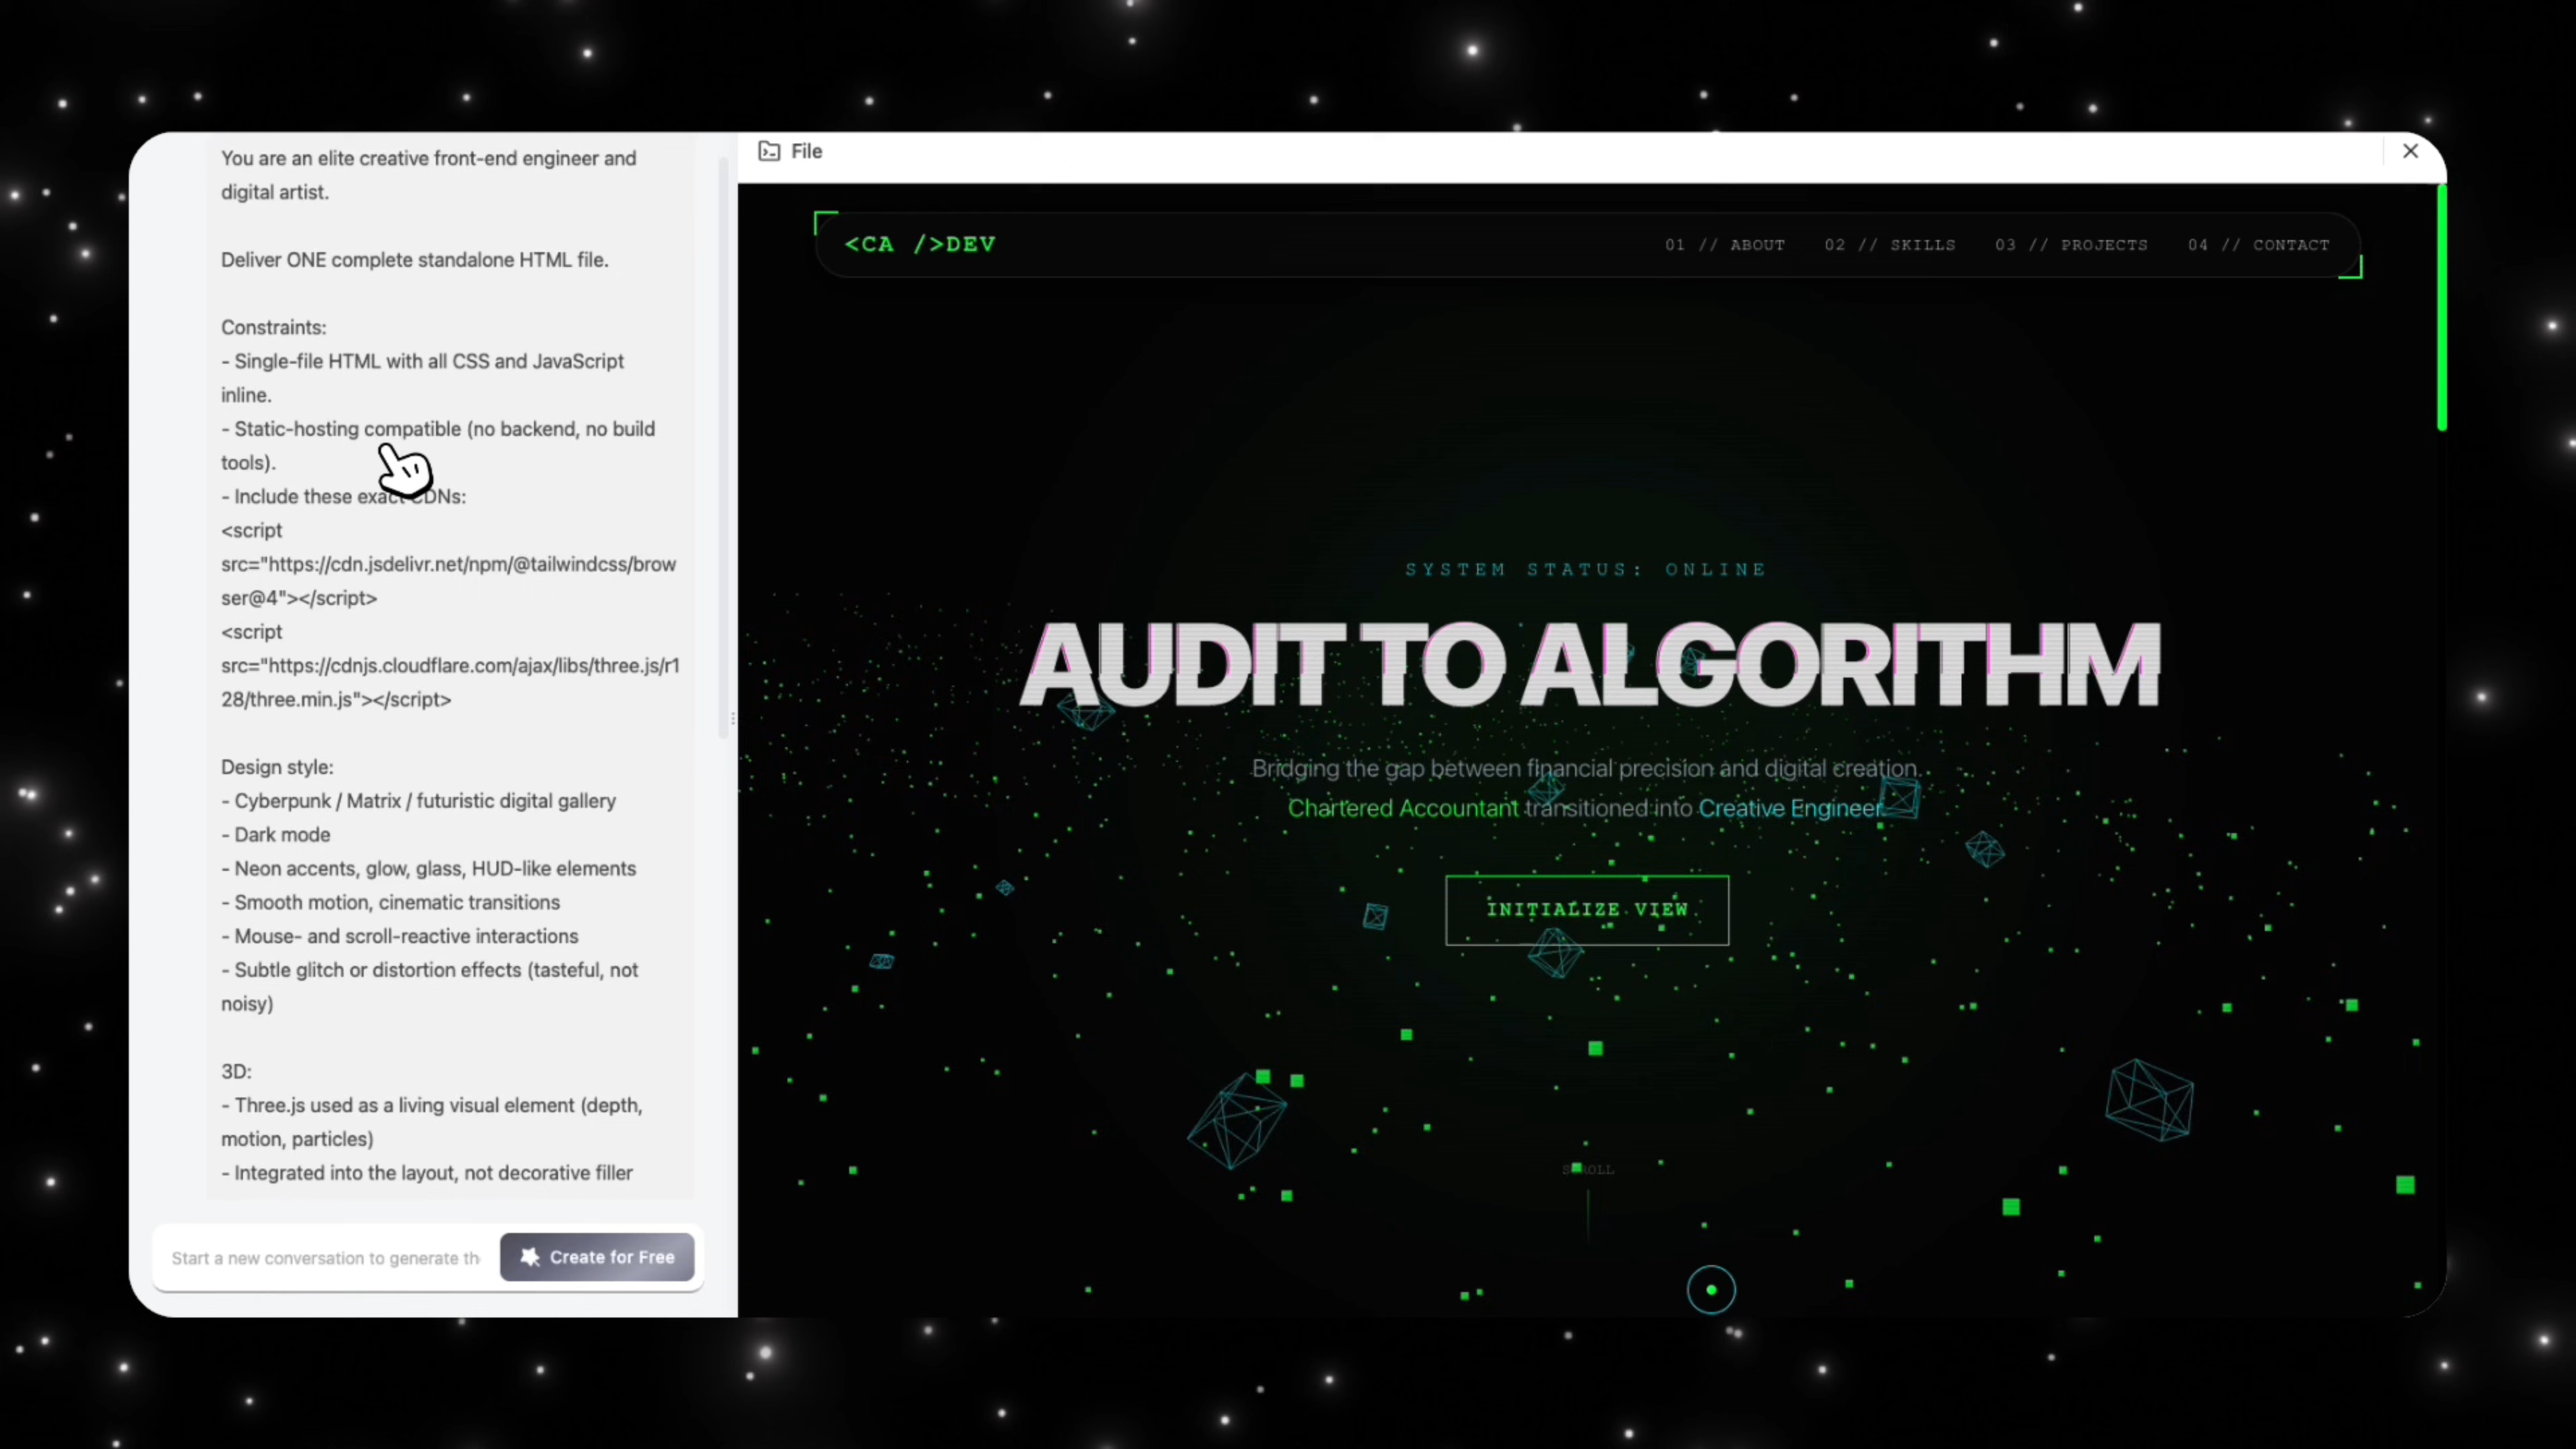 You are an elite creative front-end engineer and
digital artist.
Deliver ONE complete standalone HTML file.
Constraints:
- Single-file HTML with all CSS and JavaScript
inline.
- Static-hosting compatible (no backend, no build
tools).
- Include these exact CDNs:
<script
src="https://cdn.jsdelivr.net/npm/@tailwindcss/brow
ser@4"></script>
<script
src="https://cdnjs.cloudflare.com/ajax/libs/three.js/r1
28/three.min.js"></script>
Design style:
- Cyberpunk / Matrix / futuristic digital gallery
- Dark mode
- Neon accents, glow, glass, HUD-like elements
- Smooth motion, cinematic transitions
- Mouse- and scroll-reactive interactions
- Subtle glitch or distortion effects (tasteful, not
noisy)
3D:
- Three.js used as a living visual element (depth,
motion, particles)
- Integrated into the layout, not decorative filler
Start a new conversation to generate th
Create for Free
File
<CA />DEV
01 // ABOUT
02 // SKILLS
03 // PROJECTS
04 // CONTACT
SYSTEM STATUS: ONLINE
AUDIT TO ALGORITHM
Bridging the gap between financial precision and digital creation.
Chartered Accountant transitioned into Creative Engineer
INITIALIZE VIEW
SCROLL